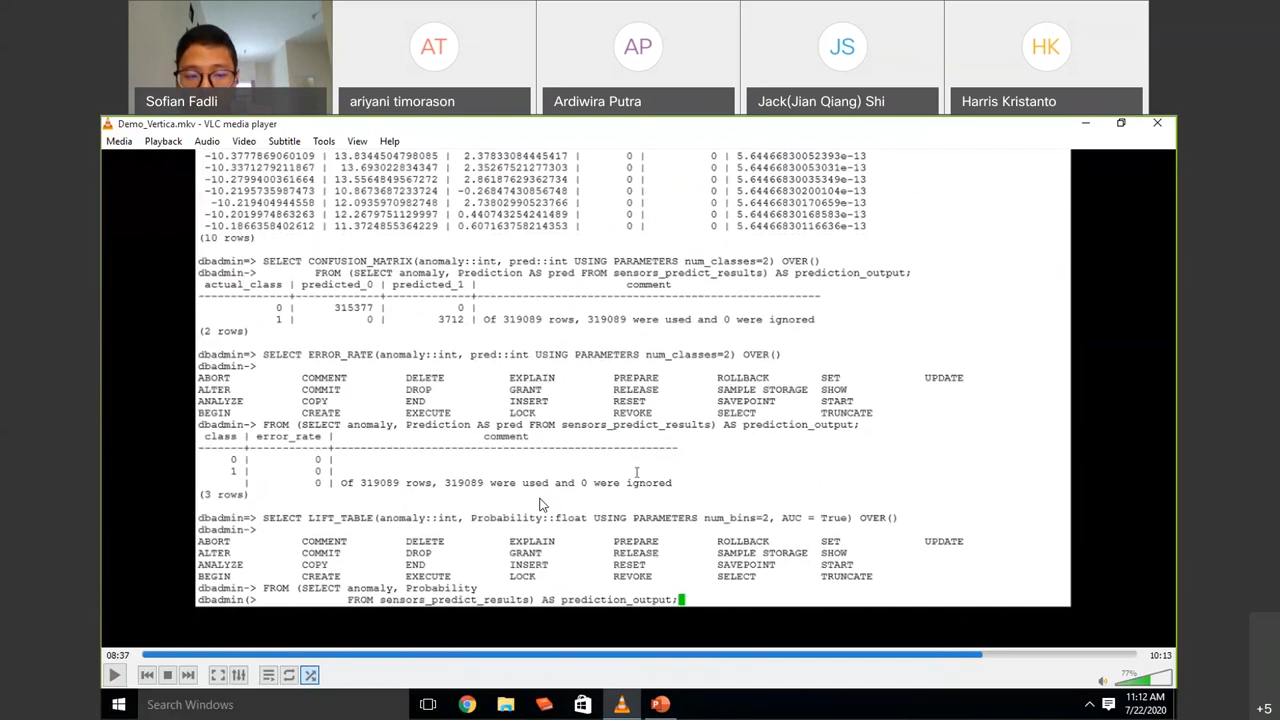 AT
AP
JS
HK
Sofian Fadli
ariyani timorason
Ardiwira Putra
Jack(Jian Qiang) Shi
Harris Kristanto
Demo_Vertica.mkv - VLC media player
Media Playback Audio Video Subtitle Tools View Help
-10.3777869060109 | 13.8344504798085 | 2.37833084445417 | 0 | 0 | 5.64466830052393e-13
-10.3371279211867 | 13.693022834347 | 2.35267521277303 | 0 | 0 | 5.64466830053031e-13
-10.2799400361664 | 13.5564849567272 | 2.86187629362734 | 0 | 0 | 5.64466830035349e-13
-10.2195735987473 | 10.8673687233724 | -0.26847430856748 | 0 | 0 | 5.64466830200104e-13
-10.219404944558 | 12.0935970982748 | 2.73802990523766 | 0 | 0 | 5.64466830170659e-13
-10.2019974863263 | 12.2679751129997 | 0.440743254241489 | 0 | 0 | 5.64466830168583e-13
-10.1866358402612 | 11.3724855364229 | 0.607163758214353 | 0 | 0 | 5.64466830116636e-13
(10 rows)
dbadmin=> SELECT CONFUSION_MATRIX(anomaly::int, pred::int USING PARAMETERS num_classes=2) OVER()
dbadmin-> FROM (SELECT anomaly, Prediction AS pred FROM sensors_predict_results) AS prediction_output;
actual_class | predicted_0 | predicted_1 | comment
0 | 315377 | 0 |
1 | 0 | 3712 | Of 319089 rows, 319089 were used and 0 were ignored
(2 rows)
dbadmin=> SELECT ERROR_RATE(anomaly::int, pred::int USING PARAMETERS num_classes=2) OVER()
dbadmin->
ABORT COMMENT DELETE EXPLAIN PREPARE ROLLBACK SET UPDATE
ALTER COMMIT DROP GRANT RELEASE SAMPLE STORAGE SHOW
ANALYZE COPY END INSERT RESET SAVEPOINT START
BEGIN CREATE EXECUTE LOCK REVOKE SELECT TRUNCATE
dbadmin-> FROM (SELECT anomaly, Prediction AS pred FROM sensors_predict_results) AS prediction_output;
class | error_rate | comment
0 | 0 |
1 | 0 |
| 0 | Of 319089 rows, 319089 were used and 0 were ignored
(3 rows)
dbadmin=> SELECT LIFT_TABLE(anomaly::int, Probability::float USING PARAMETERS num_bins=2, AUC = True) OVER()
dbadmin->
ABORT COMMENT DELETE EXPLAIN PREPARE ROLLBACK SET UPDATE
ALTER COMMIT DROP GRANT RELEASE SAMPLE STORAGE SHOW
ANALYZE COPY END INSERT RESET SAVEPOINT START
BEGIN CREATE EXECUTE LOCK REVOKE SELECT TRUNCATE
dbadmin-> FROM (SELECT anomaly, Probability
dbadmin(> FROM sensors_predict_results) AS prediction_output;
08:37
10:13
77%
Search Windows
11:12 AM
7/22/2020
+5